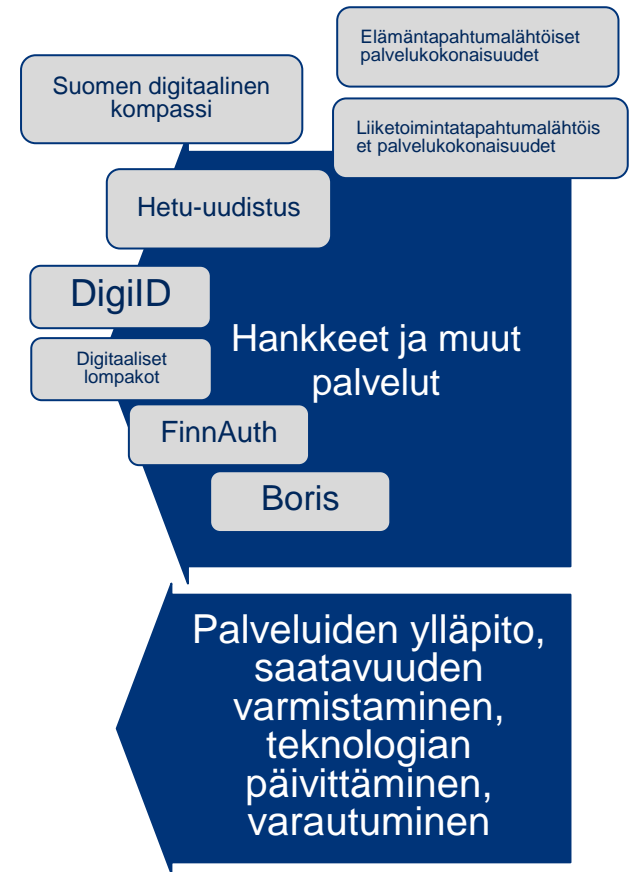 Elämäntapahtumalähtöiset
palvelukokonaisuudet
Suomen digitaalinen
kompassi
Liiketoimintatapahtumalähtöis
et palvelukokonaisuudet
Hetu-uudistus
DigiID
Digitaaliset
lompakot
Hankkeet ja muut
palvelut
FinnAuth
Boris
Palveluiden ylläpito,
saatavuuden
varmistaminen,
teknologian
päivittäminen,
varautuminen